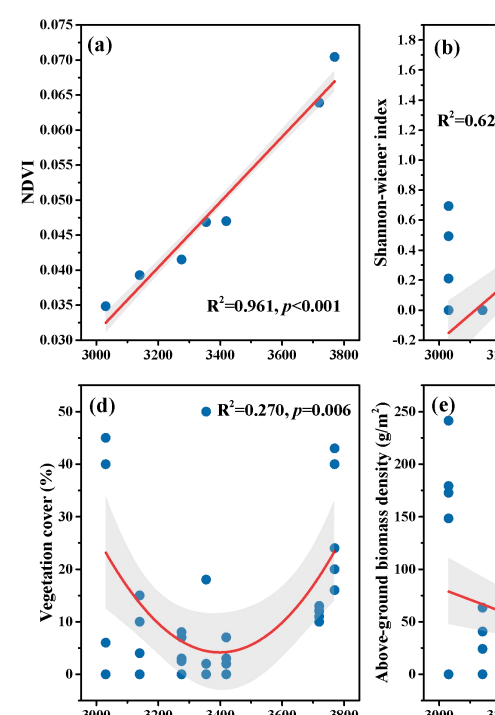 (a)
NDVI
0.075
0.070
0.065
0.060
0.055
0.050
0.045
0.040
0.035
0.030
R²=0.961, p<0.001
3000 3200 3400 3600 3800
(b)
Shannon-wiener index
1.8
1.6
1.4
1.2
1.0
0.8
0.6
0.4
0.2
0.0
-0.2
R²=0.62
3000
(d)
Vegetation cover (%)
50
40
30
20
10
0
R²=0.270, p=0.006
3000 3200 3400 3600 3800
(e)
Above-ground biomass density (g/m²)
250
200
150
100
50
0
3000